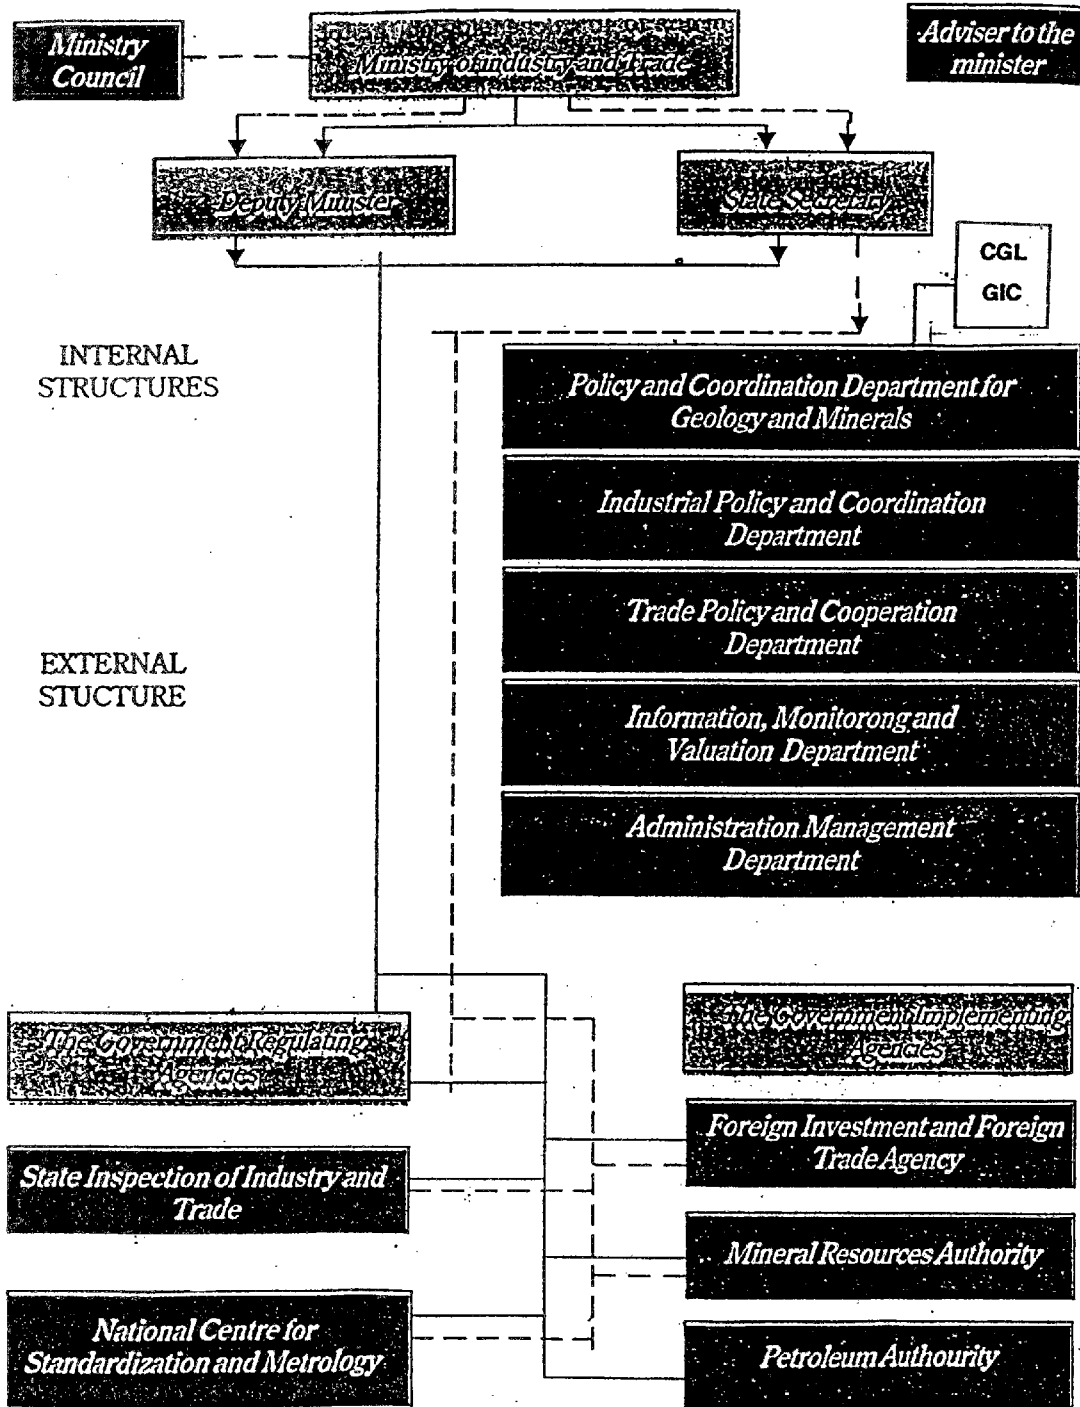 Ministry
Council
Ministry of industry and Trade
Adviser to the
minister
Deputy Minister
State Secretary
CGL
GIC
INTERNAL
STRUCTURES
Policy and Coordination Department for
Geology and Minerals
Industrial Policy and Coordination
Department
Trade Policy and Cooperation
Department
EXTERNAL
STUCTURE
Information, Monitorong and
Valuation Department
Administration Management
Department
The Government Regulating
Agencies
The Government Implementing
Agencies
State Inspection of Industry and
Trade
Foreign Investment and Foreign
Trade Agency
Mineral Resources Authority
National Centre for
Standardization and Metrology
Petroleum Authourity